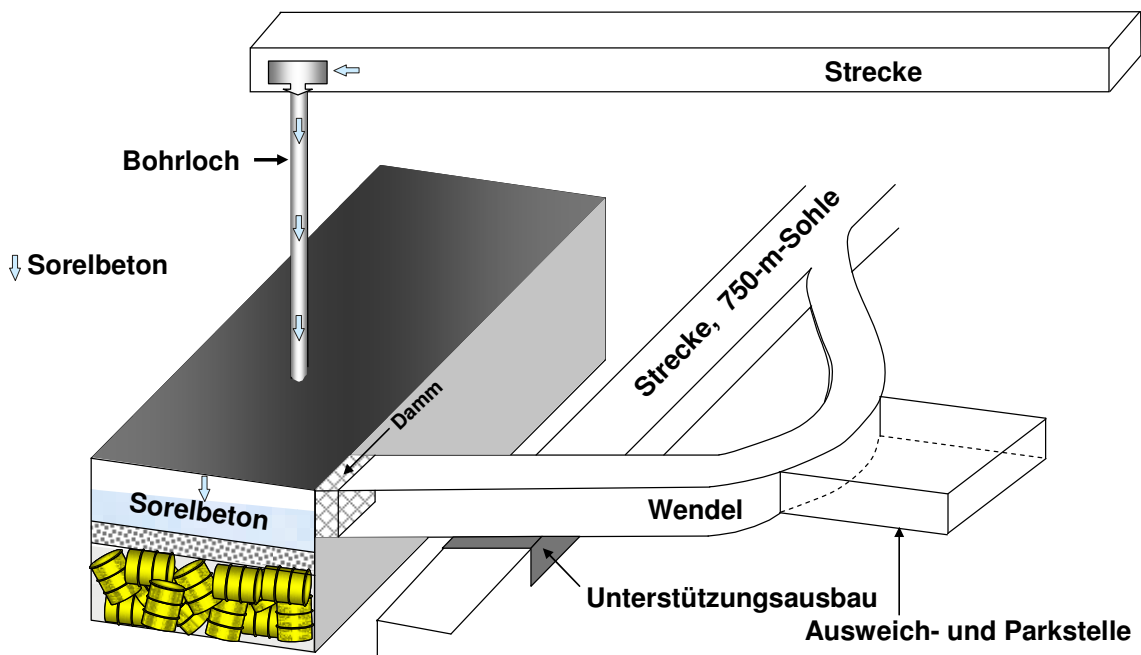 Strecke
Bohrloch
Sorelbeton
Strecke, 750-m-Sohle
Damm
Sorelbeton
Wendel
Unterstützungsausbau
Ausweich- und Parkstelle